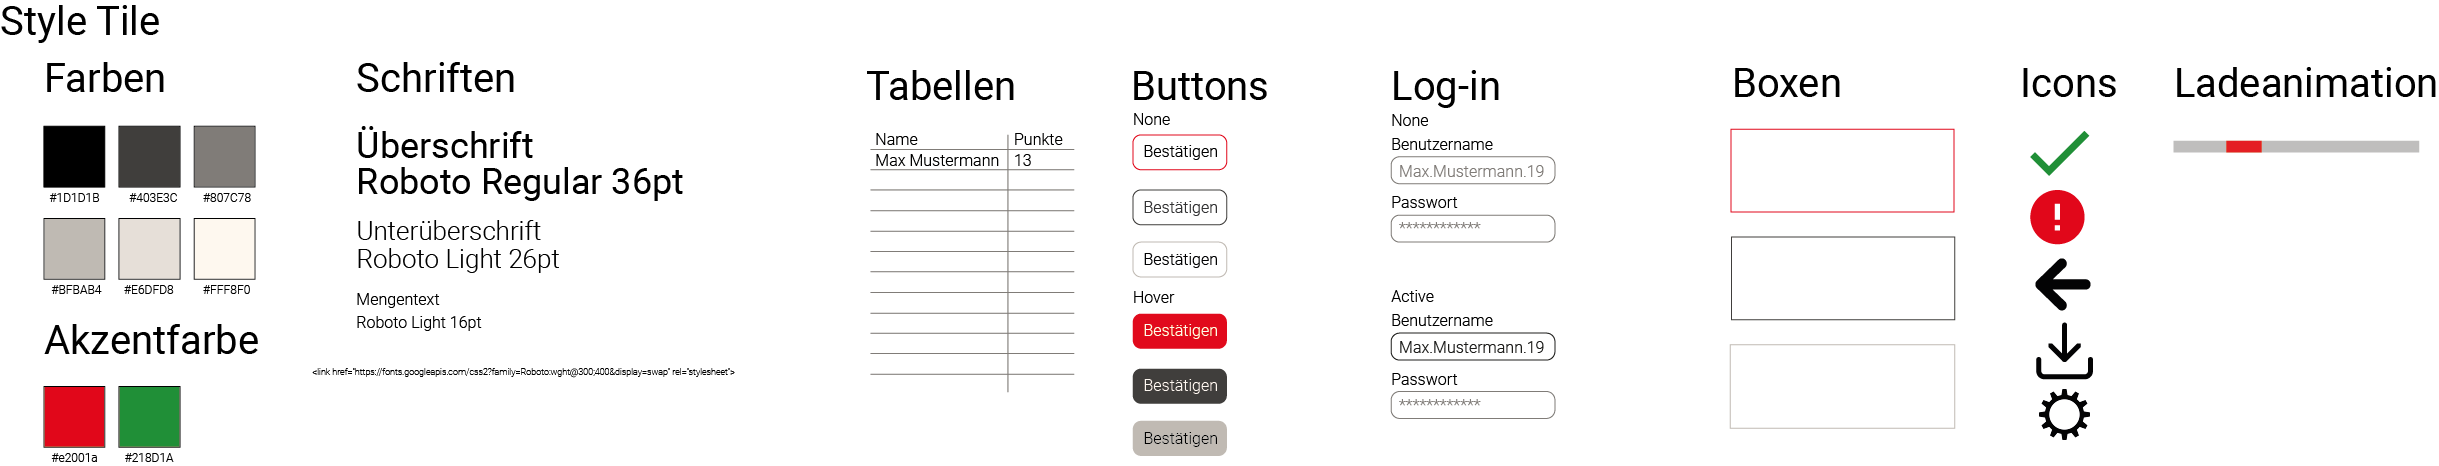 Style Tile
Farben
#1D1D1B
#403E3C
#807C78
#BFBAB4
#E6DFD8
#FFF8F0
Akzentfarbe
#e2001a
#218D1A
Schriften
Überschrift
Roboto Regular 36pt
Unterüberschrift
Roboto Light 26pt
Mengentext
Roboto Light 16pt
<link href="https://fonts.googleapis.com/css2?family=Roboto:wght@300;400&display=swap" rel="stylesheet">
Tabellen
Name Punkte
Max Mustermann 13
Buttons
None
Bestätigen
Bestätigen
Bestätigen
Hover
Bestätigen
Bestätigen
Bestätigen
Log-in
None
Benutzername
Max.Mustermann.19
Passwort
************
Active
Benutzername
Max.Mustermann.19
Passwort
************
Boxen
Icons
!
Ladeanimation